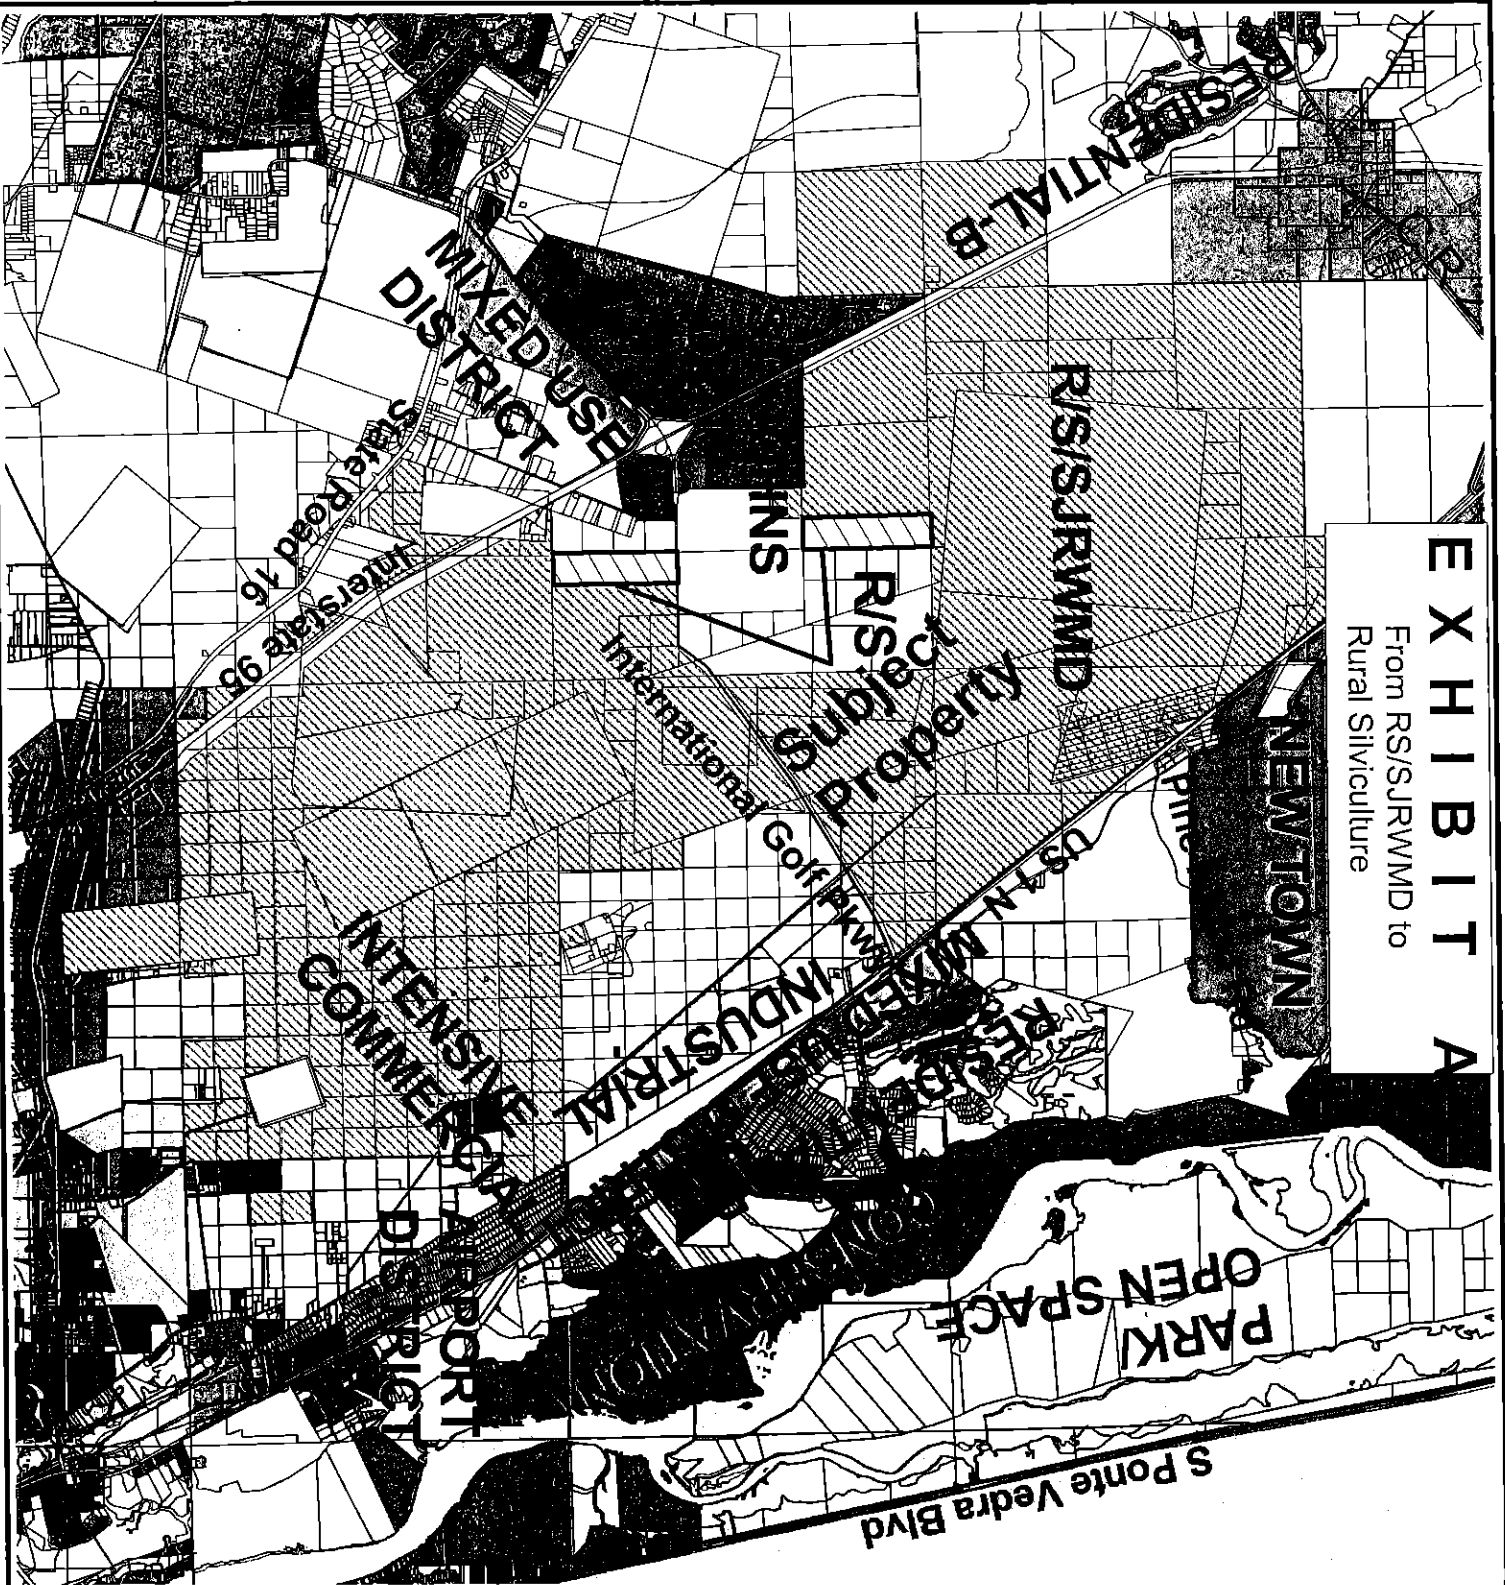 EXHIBIT A
From RS/SJRWMD to
Rural Silviculture
RESIDENTIAL-B
R/S/SJRWMD
MIXED USE
DISTRICT
State Road 16
Interstate 95
HNS
R/S
Subject
Property
International Golf Pkwy
US 1 N
NEWTOWN
INTENSIVE
COMMERCIAL
INDUSTRIAL
MIXED USE
AIRPORT
DISTRICT
CONSERVATION
PARK/
OPEN SPACE
S Ponte Vedra Blvd